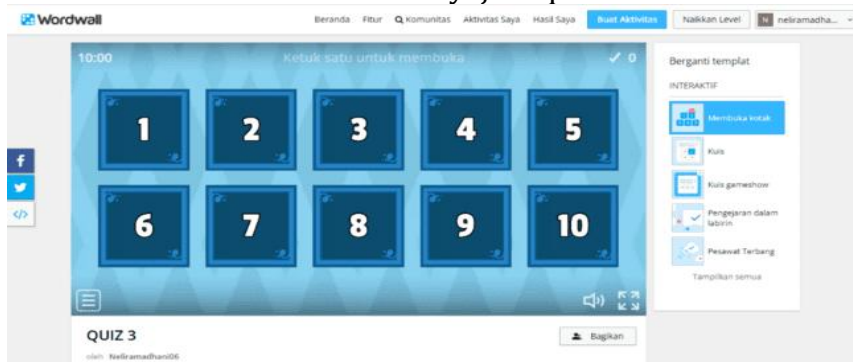 Wordwall
Beranda Fitur Komunitas Aktivitas Saya Hasil Saya Buat Aktivitas Naikkan Level N neliramadha...
10:00 Ketuk satu untuk membuka ✓ 0
1 2 3 4 5
6 7 8 9 10
Berganti templat
INTERAKTIF
Membuka kotak
Kuis
Kuis gameshow
Pengejaran dalam
labirin
Pesawat Terbang
Tampilkan semua
f
</>
QUIZ 3
Bagikan
oleh Neliramadhani06